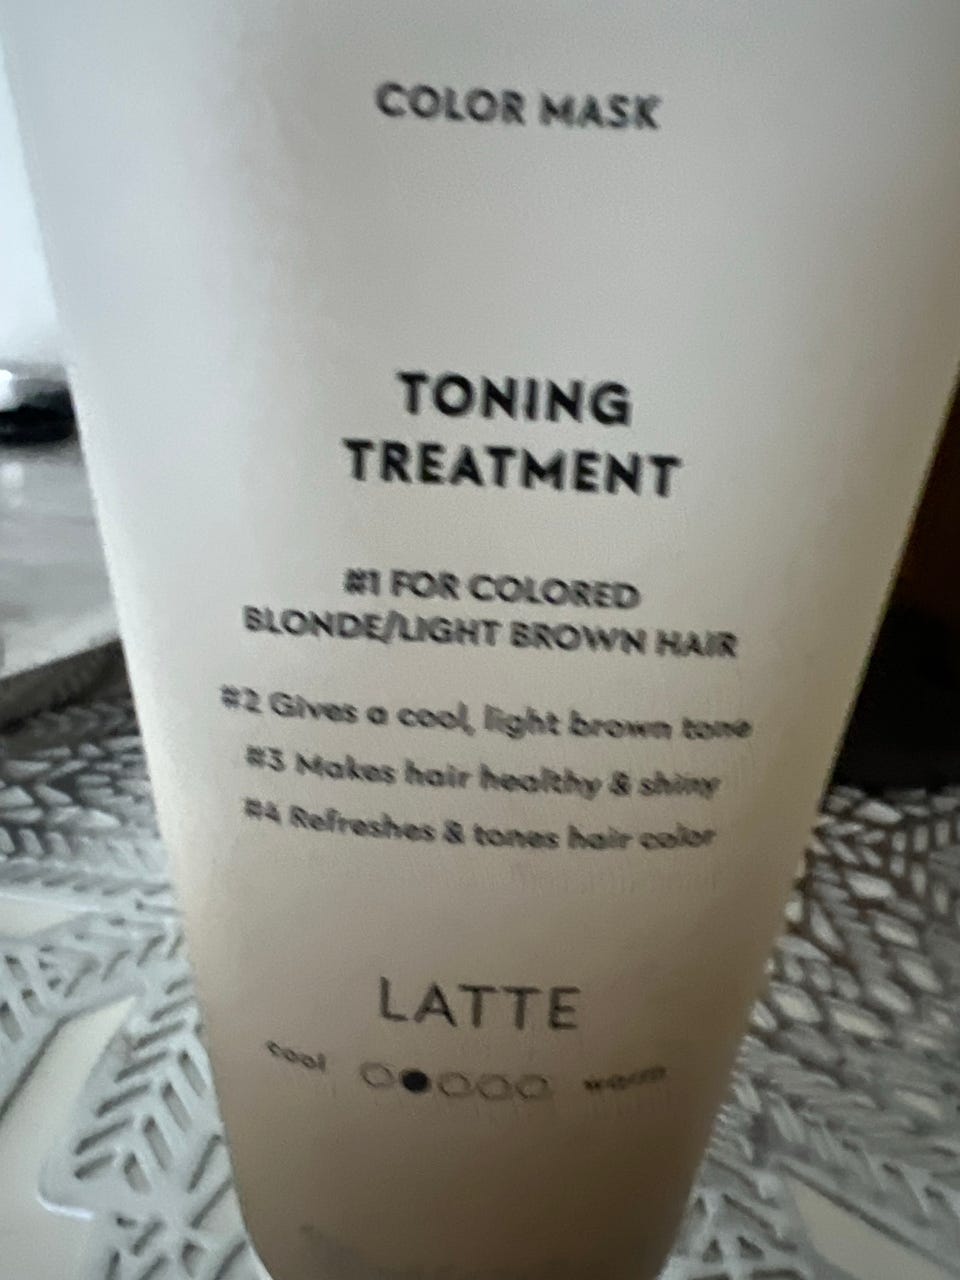 COLOR MASK
TONING
TREATMENT
#1 FOR COLORED
BLONDE/LIGHT BROWN HAIR
#2 Gives a cool, light brown tone
#3 Makes hair healthy & shiny
#4 Refreshes & tones hair color
LATTE
cool warm